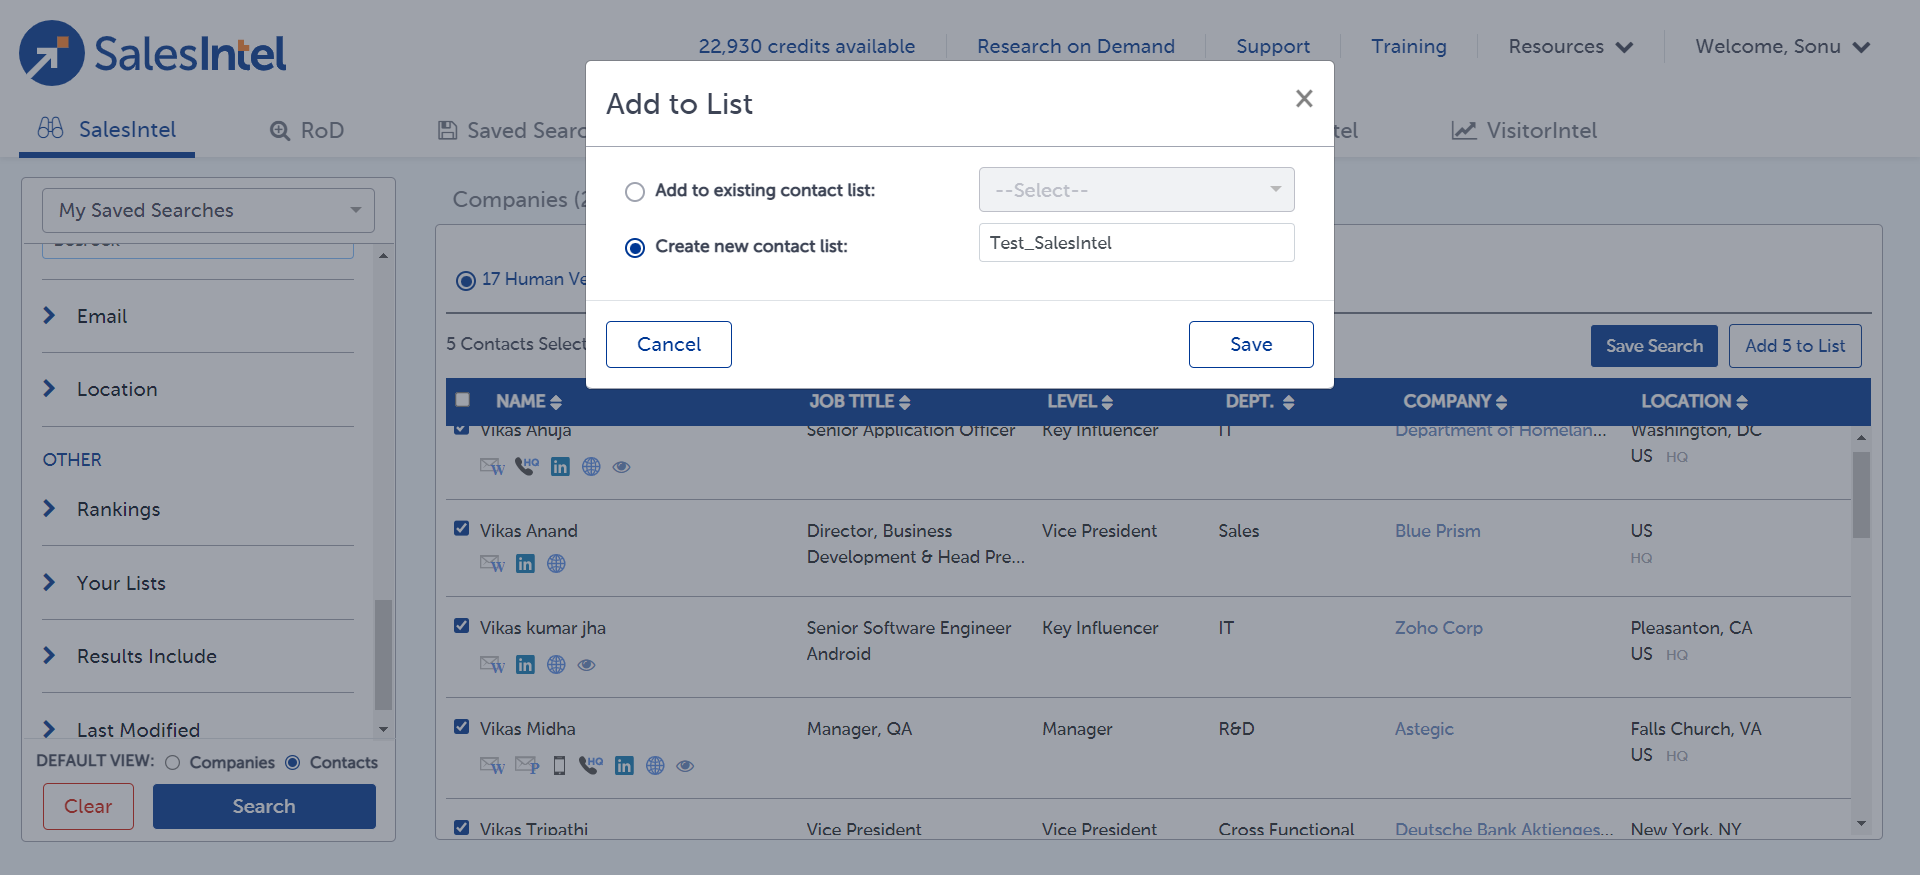 SalesIntel
22,930 credits available
Research on Demand
Support
Training
Resources
Welcome, Sonu
SalesIntel
RoD
Saved
VisitorIntel
Add to List
Add to existing contact list:
--Select--
Create new contact list:
Test_SalesIntel
Cancel
Save
My Saved Searches
Email
Location
OTHER
Rankings
Your Lists
Results Include
Last Modified
DEFAULT VIEW:
Companies
Contacts
Clear
Search
Companies
17 Human
5 Contacts
Save Search
Add 5 to List
NAME
JOB TITLE
LEVEL
DEPT.
COMPANY
LOCATION
Vikas Ahuja
Senior Application Officer
Key Influencer
IT
Department of Homelan...
Washington, DC
US HQ
Vikas Anand
Director, Business
Development & Head Pre...
Vice President
Sales
Blue Prism
US
HQ
Vikas kumar jha
Senior Software Engineer
Android
Key Influencer
IT
Zoho Corp
Pleasanton, CA
US HQ
Vikas Midha
Manager, QA
Manager
R&D
Astegic
Falls Church, VA
US HQ
Vikas Tripathi
Vice President
Vice President
Cross Functional
Deutsche Bank Aktienges...
New York, NY